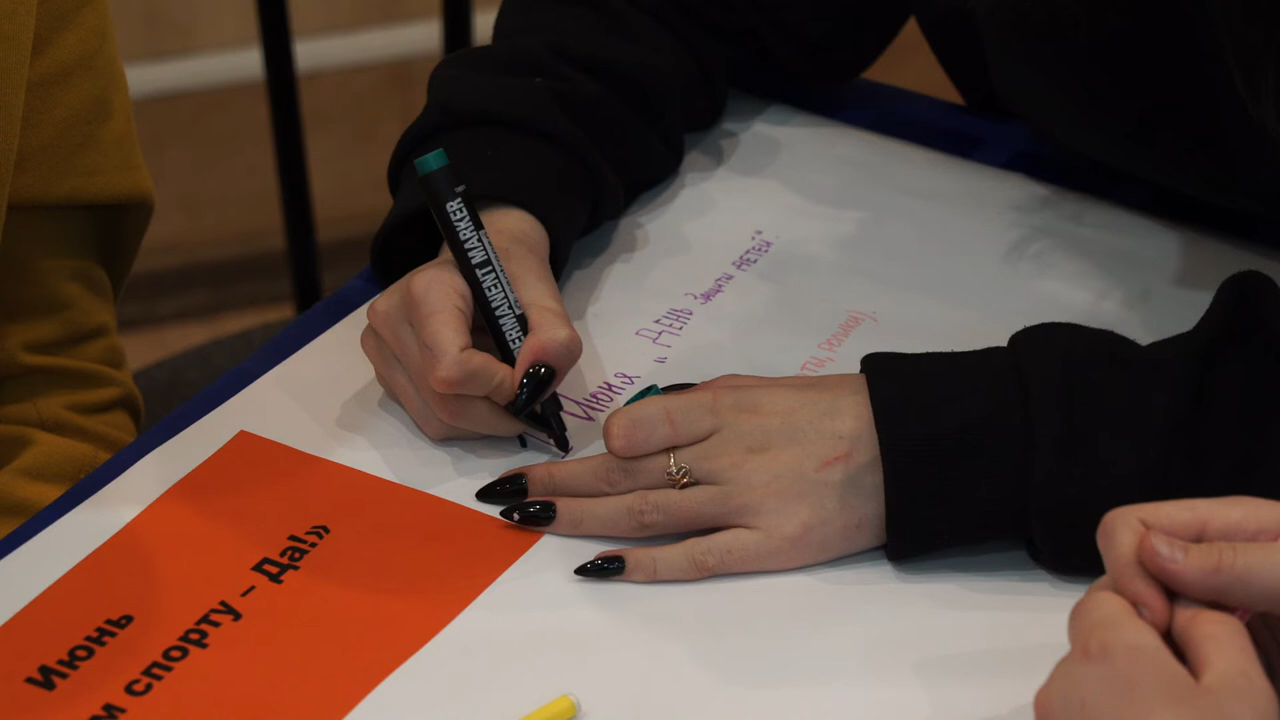 PERMANENT MARKER
Июня "День защиты детей"
Июнь
спорту – Да!»